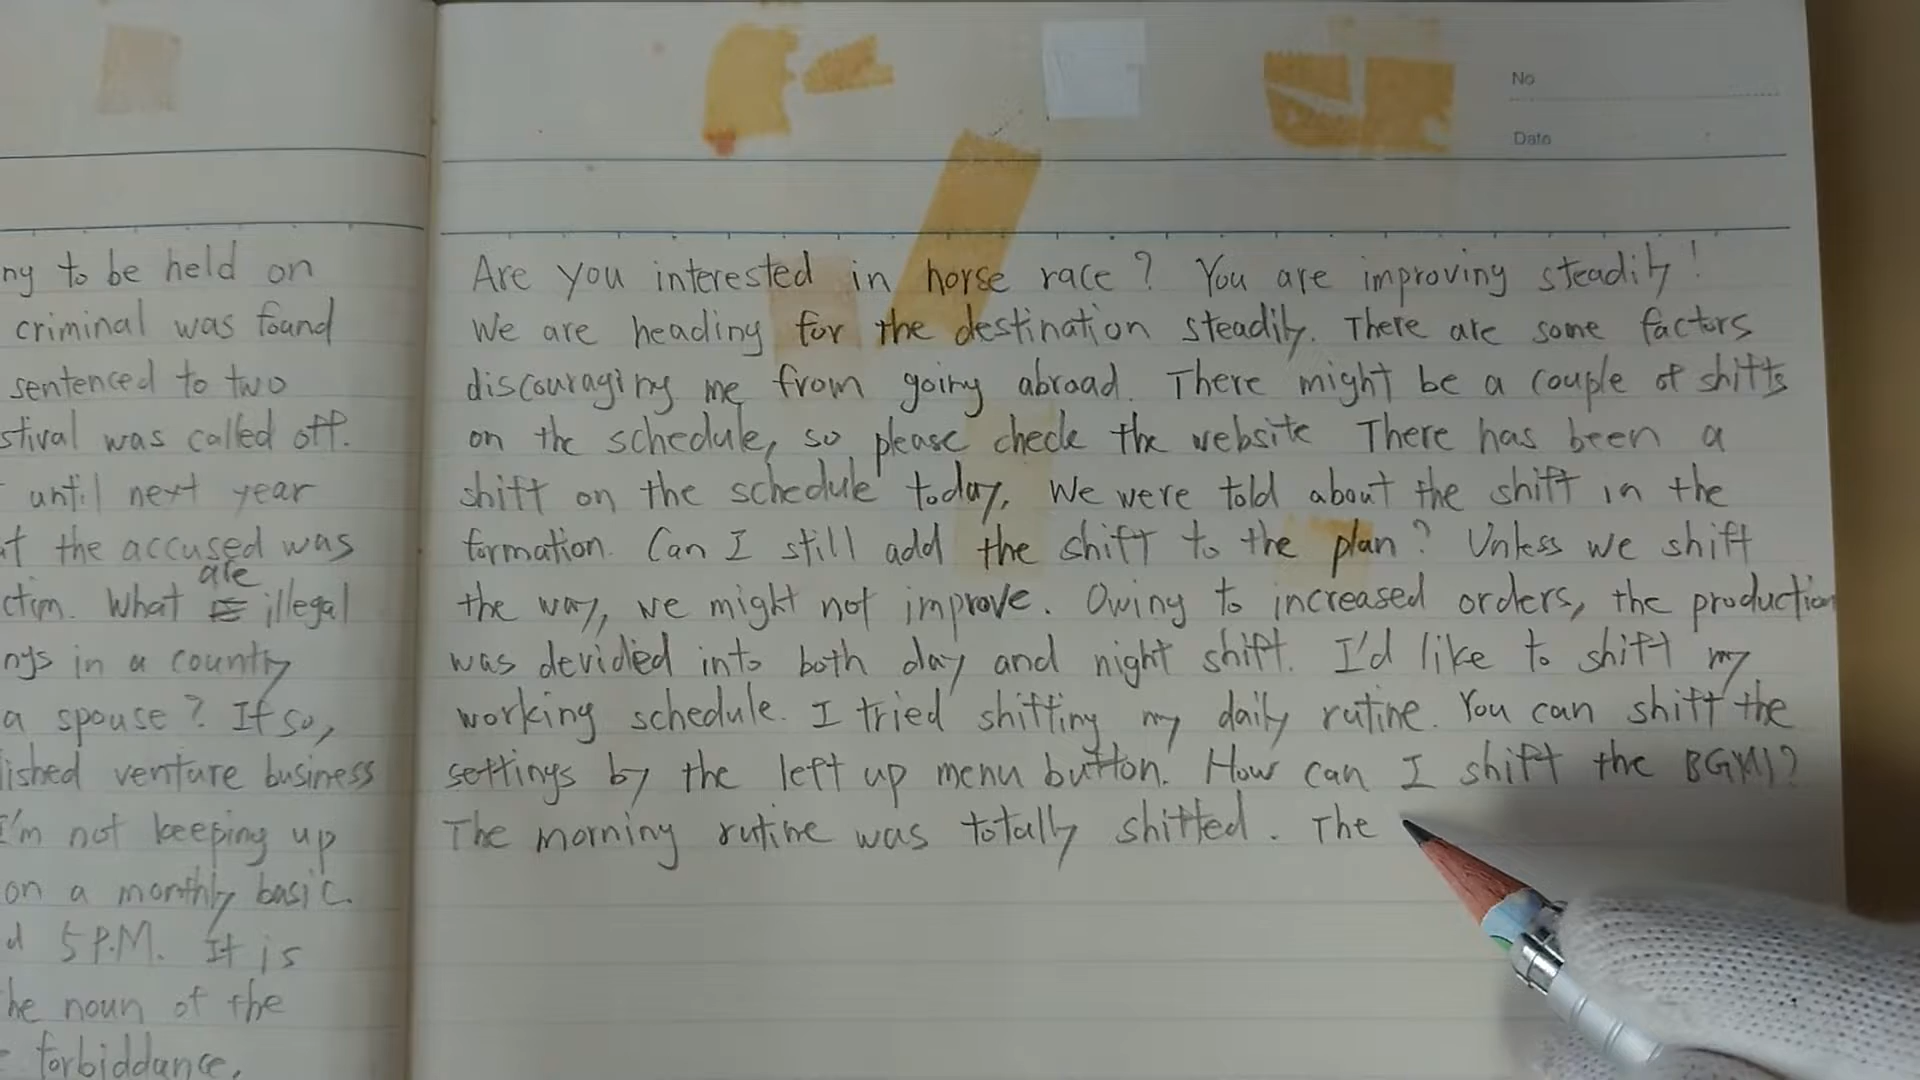 ny to be held on
criminal was found
sentenced to two
stival was called off.
until next year
at the accused was
are
ctim. What illegal
nys in a country
a spouse? If so,
lished venture business
I'm not keeping up
on a monthly basic.
d 5 P.M. It is
he noun of the
forbiddance.
No
Date
Are you interested in horse race? You are improving steadily!
We are heading for the destination steadily. There are some factors
discouraging me from going abroad. There might be a couple of shifts
on the schedule, so please check the website There has been a
shift on the schedule today. We were told about the shift in the
formation. Can I still add the shift to the plan? Unless we shift
the way, we might not improve. Owing to increased orders, the production
was devided into both day and night shift. I'd like to shift my
working schedule. I tried shifting my daily rutine. You can shift the
settings by the left up menu button. How can I shift the BGM?
The morning rutine was totally shifted. The